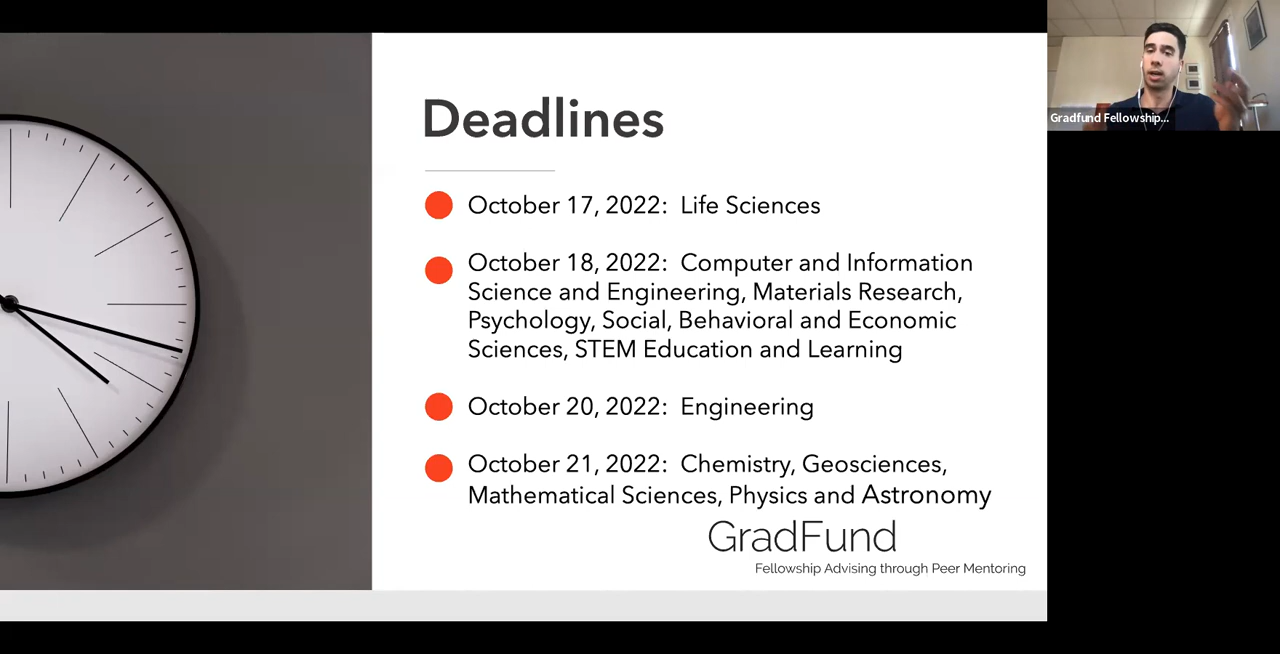 Deadlines
October 17, 2022: Life Sciences
October 18, 2022: Computer and Information
Science and Engineering, Materials Research,
Psychology, Social, Behavioral and Economic
Sciences, STEM Education and Learning
October 20, 2022: Engineering
October 21, 2022: Chemistry, Geosciences,
Mathematical Sciences, Physics and Astronomy
GradFund
Fellowship Advising through Peer Mentoring
Gradfund Fellowship...